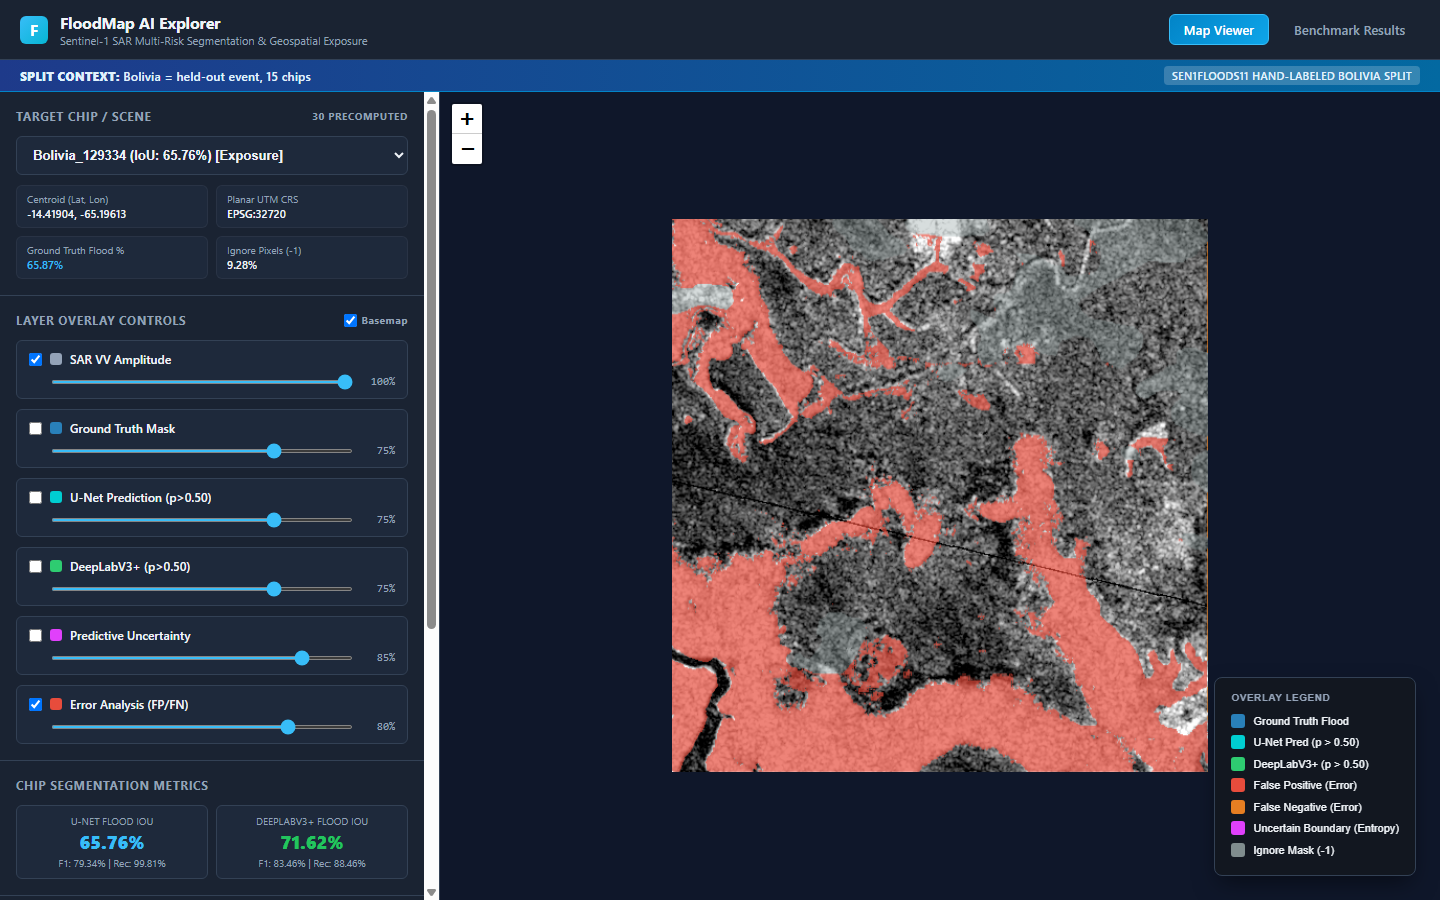 F
FloodMap AI Explorer
Sentinel-1 SAR Multi-Risk Segmentation & Geospatial Exposure
Map Viewer
Benchmark Results
SPLIT CONTEXT: Bolivia = held-out event, 15 chips
SEN1FLOODS11 HAND-LABELED BOLIVIA SPLIT
TARGET CHIP / SCENE
30 PRECOMPUTED
Bolivia_129334 (IoU: 65.76%) [Exposure]
Centroid (Lat, Lon)
-14.41904, -65.19613
Planar UTM CRS
EPSG:32720
Ground Truth Flood %
65.87%
Ignore Pixels (-1)
9.28%
LAYER OVERLAY CONTROLS
Basemap
SAR VV Amplitude
100%
Ground Truth Mask
75%
U-Net Prediction (p>0.50)
75%
DeepLabV3+ (p>0.50)
75%
Predictive Uncertainty
85%
Error Analysis (FP/FN)
80%
CHIP SEGMENTATION METRICS
U-NET FLOOD IOU
65.76%
F1: 79.34% | Rec: 99.81%
DEEPLABV3+ FLOOD IOU
71.62%
F1: 83.46% | Rec: 88.46%
+
−
OVERLAY LEGEND
Ground Truth Flood
U-Net Pred (p > 0.50)
DeepLabV3+ (p > 0.50)
False Positive (Error)
False Negative (Error)
Uncertain Boundary (Entropy)
Ignore Mask (-1)